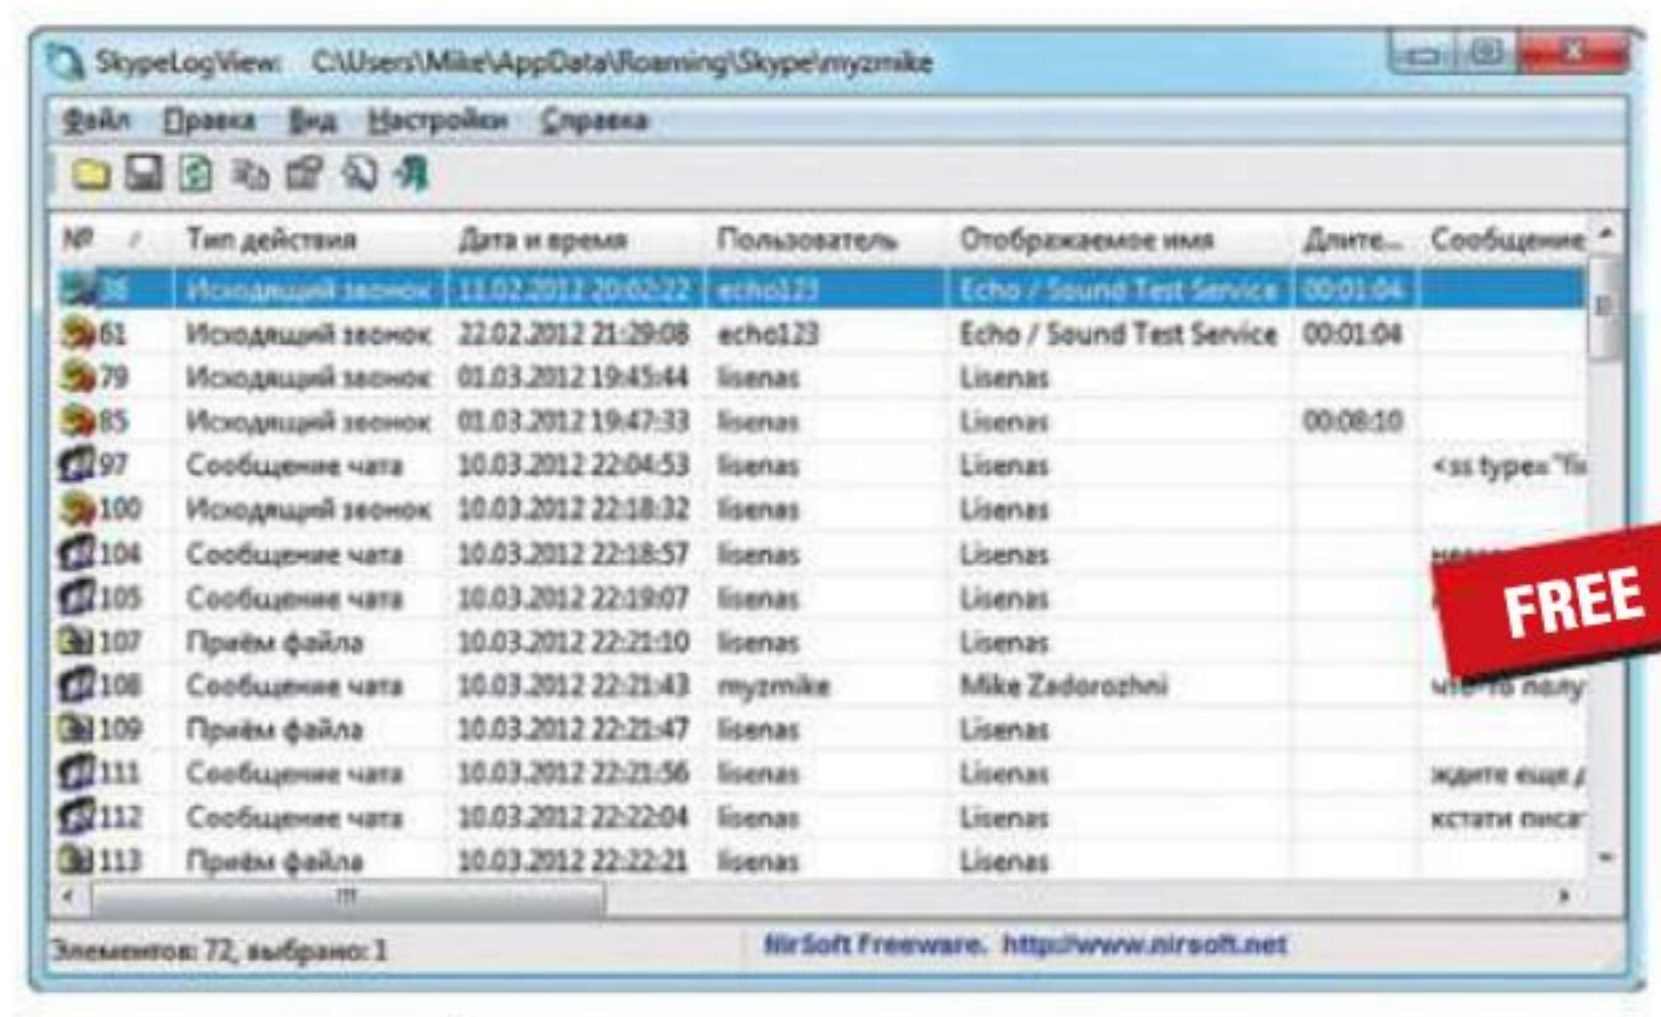 SkypeLogView: C:\Users\Mike\AppData\Roaming\Skype\myzmike
Файл Правка Вид Настройки Справка
№ / Тип действия Дата и время Пользователь Отображаемое имя Длите... Сообщение
38 Исходящий звонок 11.02.2012 20:02:22 echo123 Echo / Sound Test Service 00:01:04
61 Исходящий звонок 22.02.2012 21:29:08 echo123 Echo / Sound Test Service 00:01:04
79 Исходящий звонок 01.03.2012 19:45:44 lisenas Lisenas
85 Исходящий звонок 01.03.2012 19:47:33 lisenas Lisenas 00:08:10
97 Сообщение чата 10.03.2012 22:04:53 lisenas Lisenas <ss type="
100 Исходящий звонок 10.03.2012 22:18:32 lisenas Lisenas
104 Сообщение чата 10.03.2012 22:18:57 lisenas Lisenas
105 Сообщение чата 10.03.2012 22:19:07 lisenas Lisenas
FREE
107 Приём файла 10.03.2012 22:21:10 lisenas Lisenas
108 Сообщение чата 10.03.2012 22:21:43 myzmike Mike Zadorozhni что-то полу
109 Приём файла 10.03.2012 22:21:47 lisenas Lisenas
111 Сообщение чата 10.03.2012 22:21:56 lisenas Lisenas ждите еще д
112 Сообщение чата 10.03.2012 22:22:04 lisenas Lisenas кстати писа
113 Приём файла 10.03.2012 22:22:21 lisenas Lisenas
Элементов: 72, выбрано: 1 NirSoft Freeware. http://www.nirsoft.net